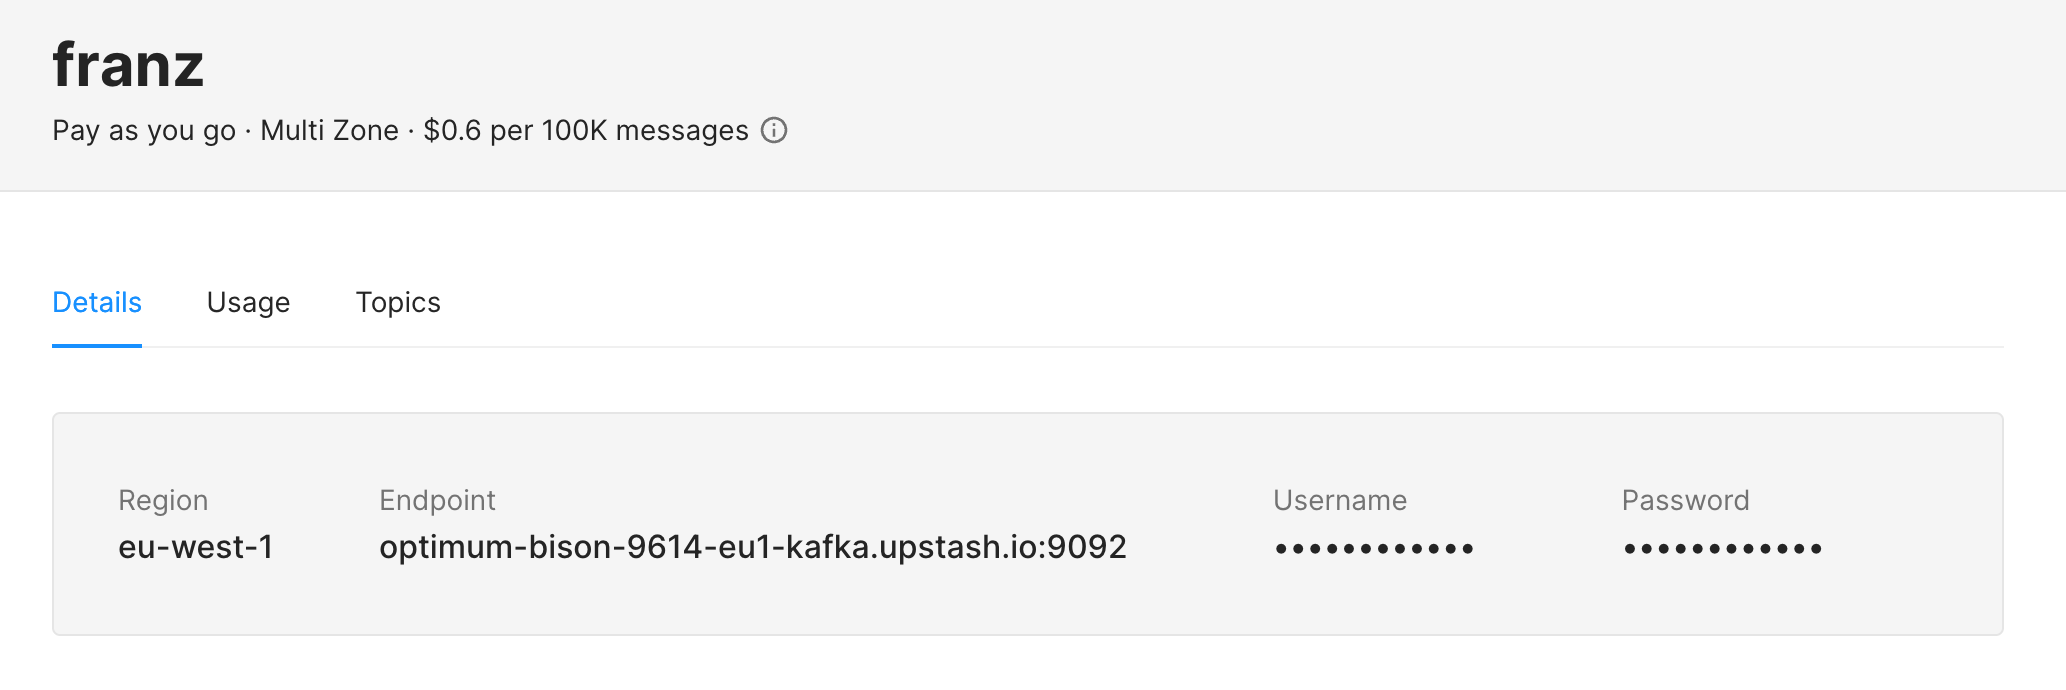 franz
Pay as you go · Multi Zone · $0.6 per 100K messages
Details Usage Topics
Region Endpoint Username Password
eu-west-1 optimum-bison-9614-eu1-kafka.upstash.io:9092 •••••••••••• ••••••••••••